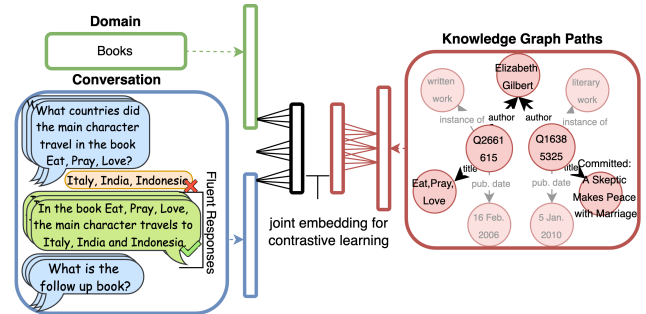 Domain
Books
Conversation
What countries did
the main character
travel in the book
Eat, Pray, Love?
Italy, India, Indonesie
In the book Eat, Pray, Love,
the main character travels to
Italy, India and Indonesia.
What is the
follow up book?
Fluent Responses
joint embedding for
contrastive learning
Knowledge Graph Paths
written
work
Elizabeth
Gilbert
literary
work
instance of
author
author
instance of
Q2661
615
Q1638
5325
title
title
Eat,Pray,
Love
pub. date
pub. date
Committed:
A Skeptic
Makes Peace
with Marriage
16 Feb.
2006
5 Jan.
2010